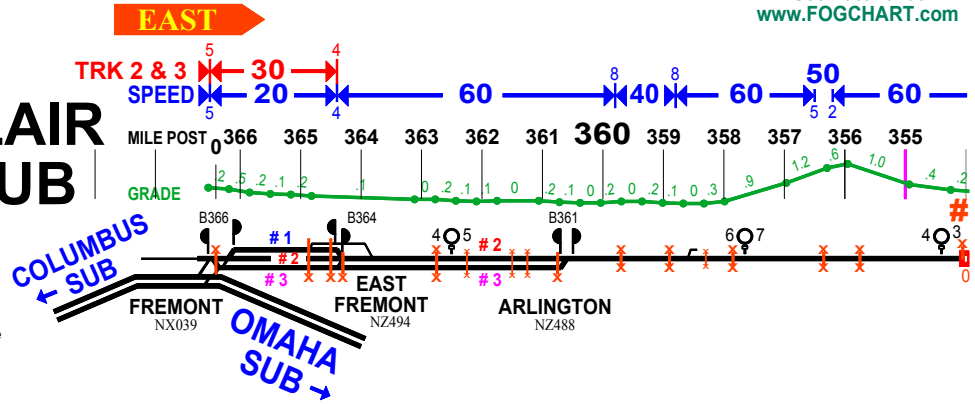 EAST
www.FOGCHART.com
5 4
TRK 2 & 3 30
8 8 50
SPEED 20 60 40 60 60
5 4 5 2
LAIR
MILE POST 0 366 365 364 363 362 361 360 359 358 357 356 355
UB
GRADE .2 .5 .2 .1 .2 .1 0 .2 .1 .1 0 .2 .1 0 .2 0 .2 .1 0 .3 .9 1.2 .6 1.0 .4 .2
#
B366 B364 B361
# 1 4 5 # 2 6 7 4 3
# 2
# 3 # 3 0
COLUMBUS
SUB
FREMONT
NX039
EAST
FREMONT
NZ494
ARLINGTON
NZ488
OMAHA
SUB